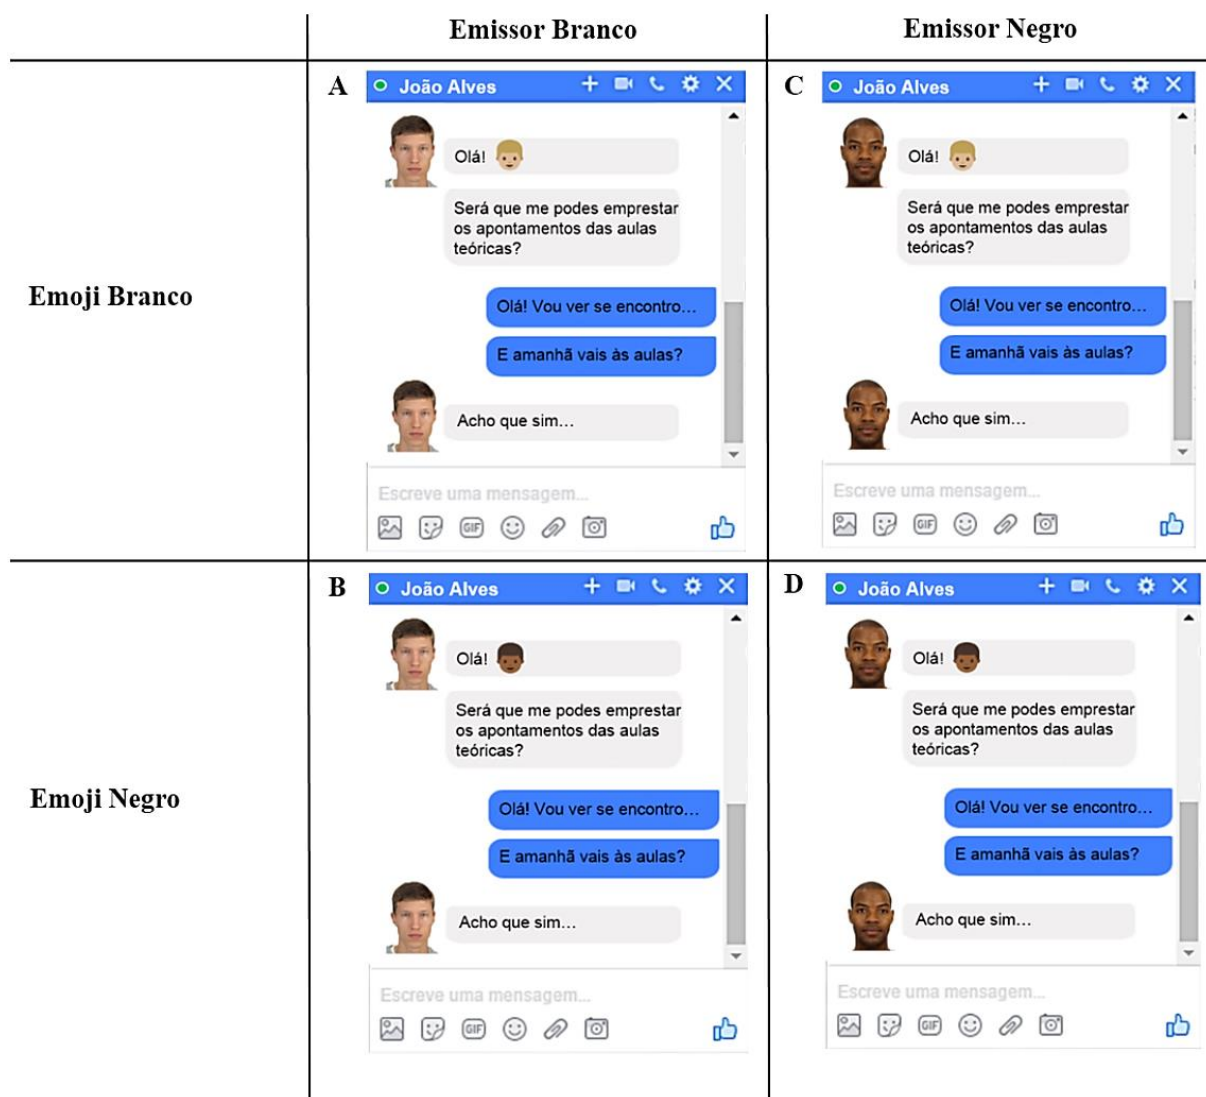 Emissor Branco
Emissor Negro
Emoji Branco
A
João Alves
Olá!
Será que me podes emprestar
os apontamentos das aulas
teóricas?
Olá! Vou ver se encontro...
E amanhã vais às aulas?
Acho que sim...
Escreve uma mensagem...
GIF
C
João Alves
Olá!
Será que me podes emprestar
os apontamentos das aulas
teóricas?
Olá! Vou ver se encontro...
E amanhã vais às aulas?
Acho que sim...
Escreve uma mensagem...
GIF
Emoji Negro
B
João Alves
Olá!
Será que me podes emprestar
os apontamentos das aulas
teóricas?
Olá! Vou ver se encontro...
E amanhã vais às aulas?
Acho que sim...
Escreve uma mensagem...
GIF
D
João Alves
Olá!
Será que me podes emprestar
os apontamentos das aulas
teóricas?
Olá! Vou ver se encontro...
E amanhã vais às aulas?
Acho que sim...
Escreve uma mensagem...
GIF